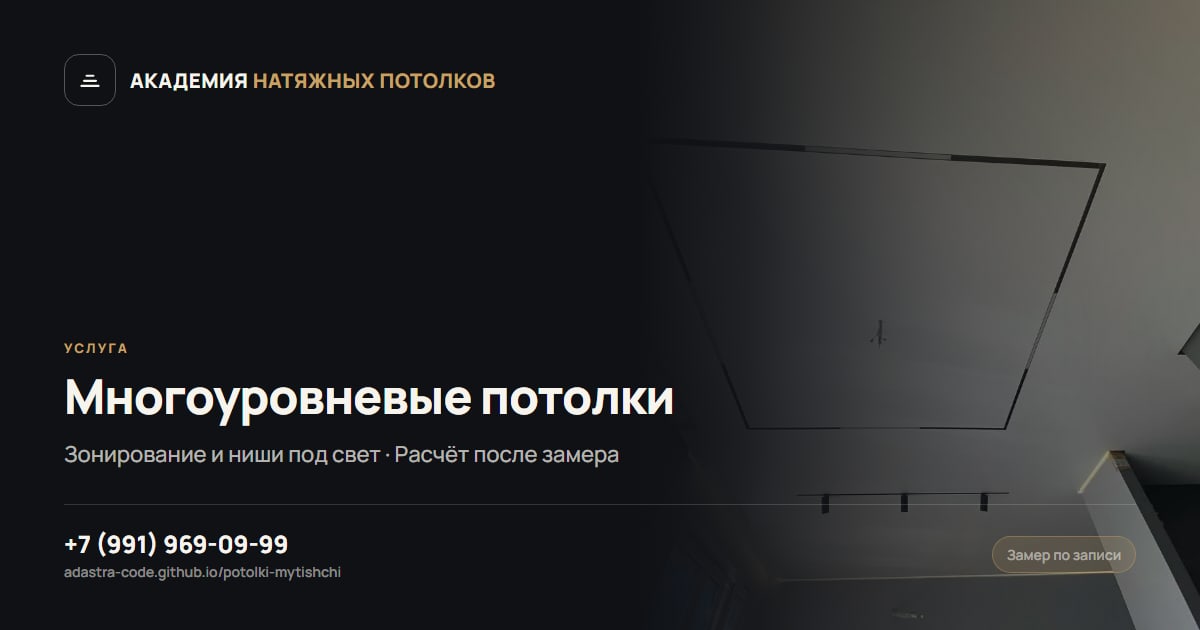 АКАДЕМИЯ НАТЯЖНЫХ ПОТОЛКОВ
УСЛУГА
Многоуровневые потолки
Зонирование и ниши под свет · Расчёт после замера
+7 (991) 969-09-99
adastra-code.github.io/potolki-mytishchi
Замер по записи